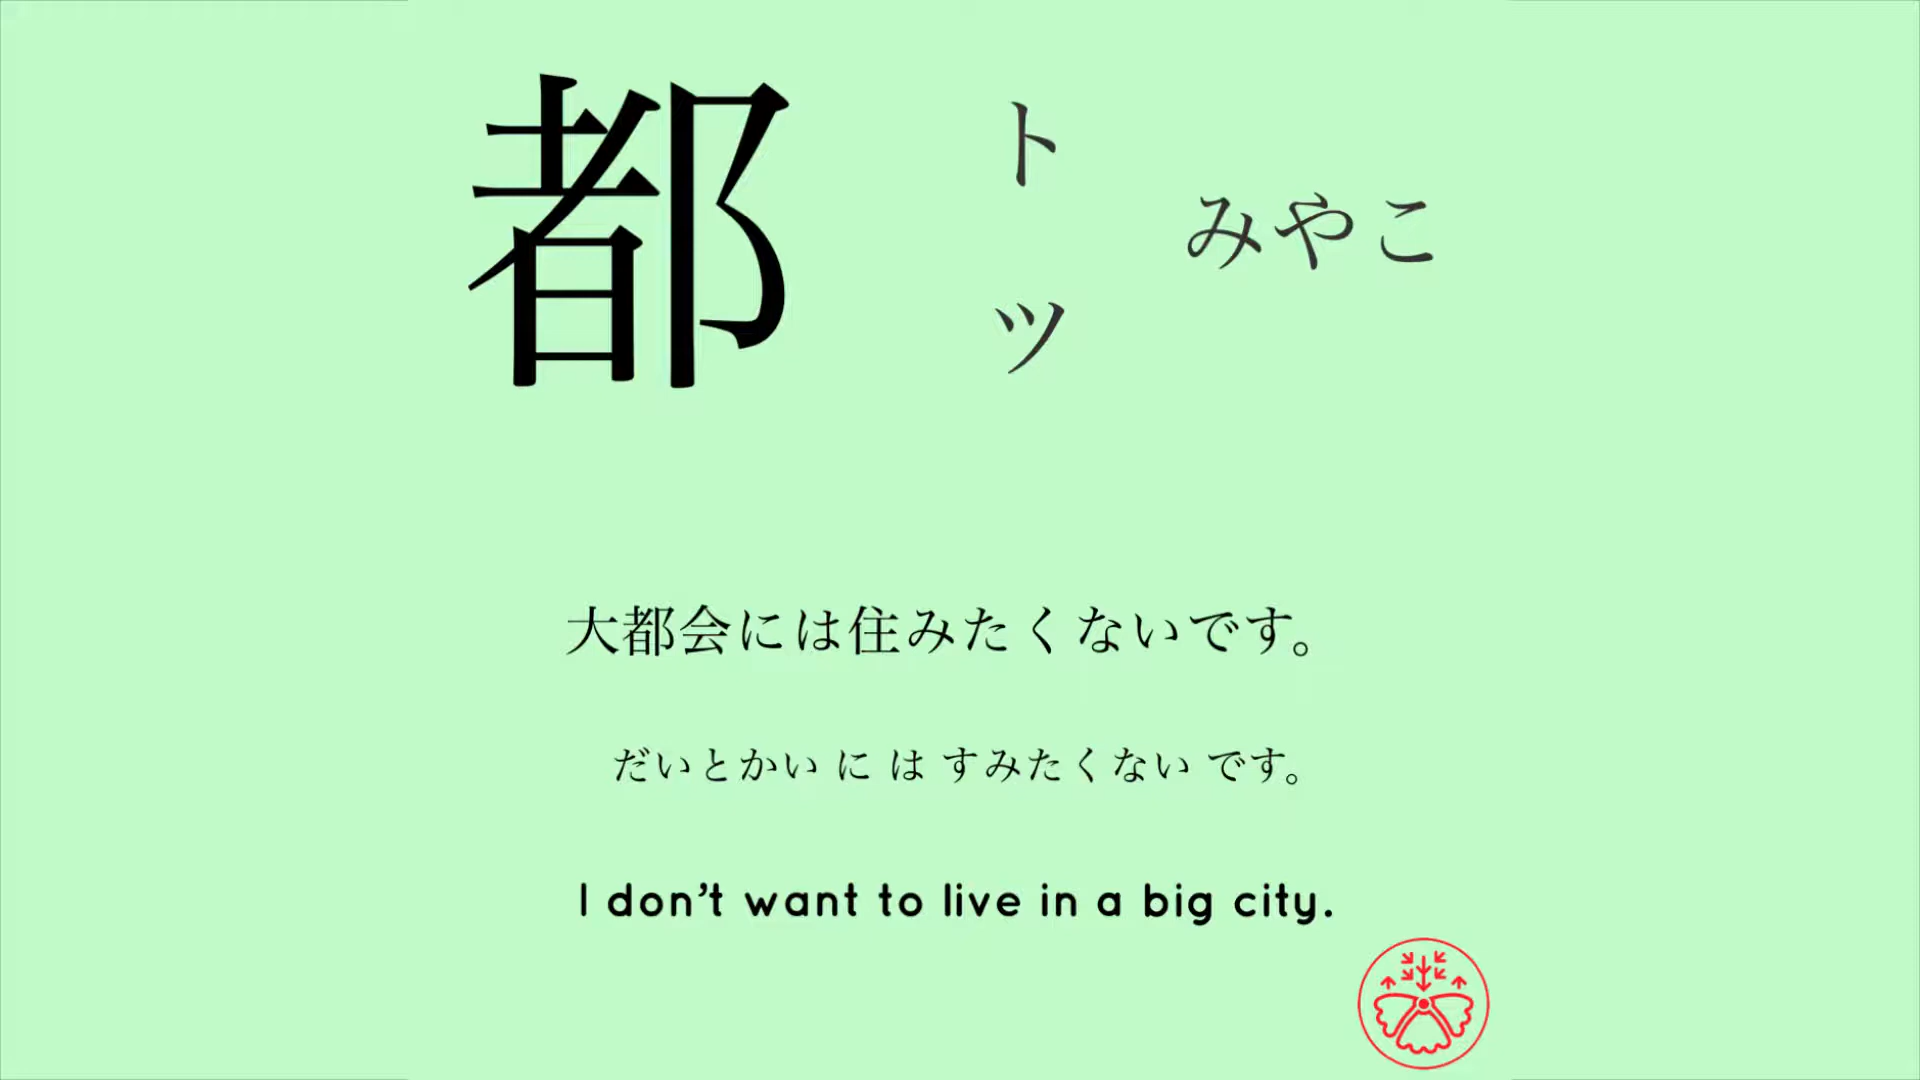 都
ト
ツ
みやこ
大都会には住みたくないです。
だいとかい に は すみたくない です。
I don't want to live in a big city.